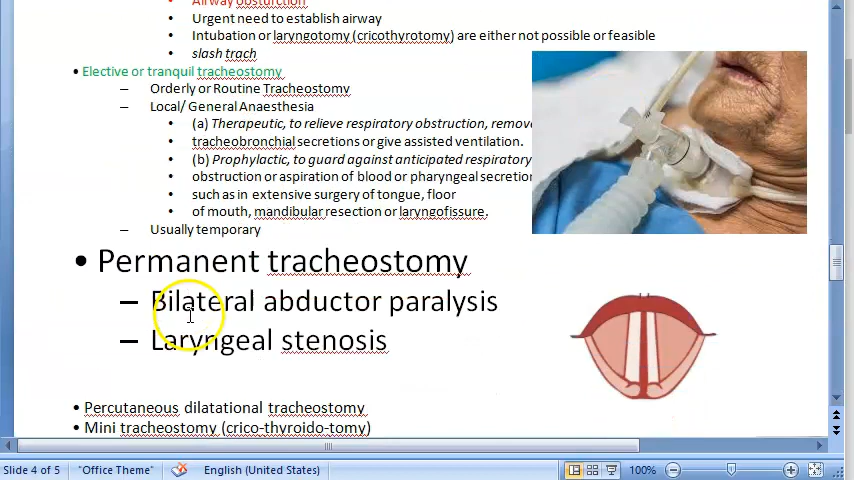 Airway obsturction
• Urgent need to establish airway
• Intubation or laryngotomy (cricothyrotomy) are either not possible or feasible
• slash trach
• Elective or tranquil tracheostomy
– Orderly or Routine Tracheostomy
– Local/ General Anaesthesia
• (a) Therapeutic, to relieve respiratory obstruction, remove
• tracheobronchial secretions or give assisted ventilation.
• (b) Prophylactic, to guard against anticipated respiratory
• obstruction or aspiration of blood or pharyngeal secretion
• such as in extensive surgery of tongue, floor
• of mouth, mandibular resection or laryngofissure.
– Usually temporary
• Permanent tracheostomy
– Bilateral abductor paralysis
– Laryngeal stenosis
• Percutaneous dilatational tracheostomy
• Mini tracheostomy (crico-thyroido-tomy)
Slide 4 of 5 "Office Theme" English (United States) 100%